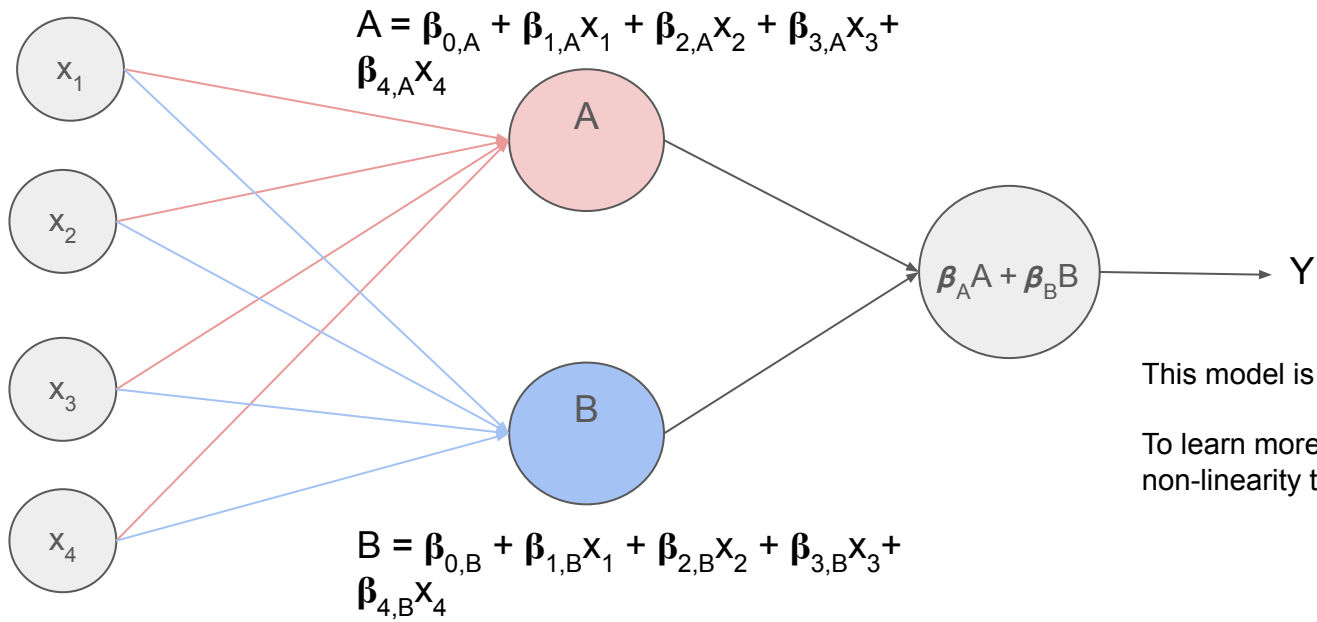 A = β₀,A + β₁,Ax₁ + β₂,Ax₂ + β₃,Ax₃+
β₄,Ax₄
x₁
A
x₂
βAA + βBB
Y
x₃
This model is
B
To learn more
non-linearity t
x₄
B = β₀,B + β₁,Bx₁ + β₂,Bx₂ + β₃,Bx₃+
β₄,Bx₄